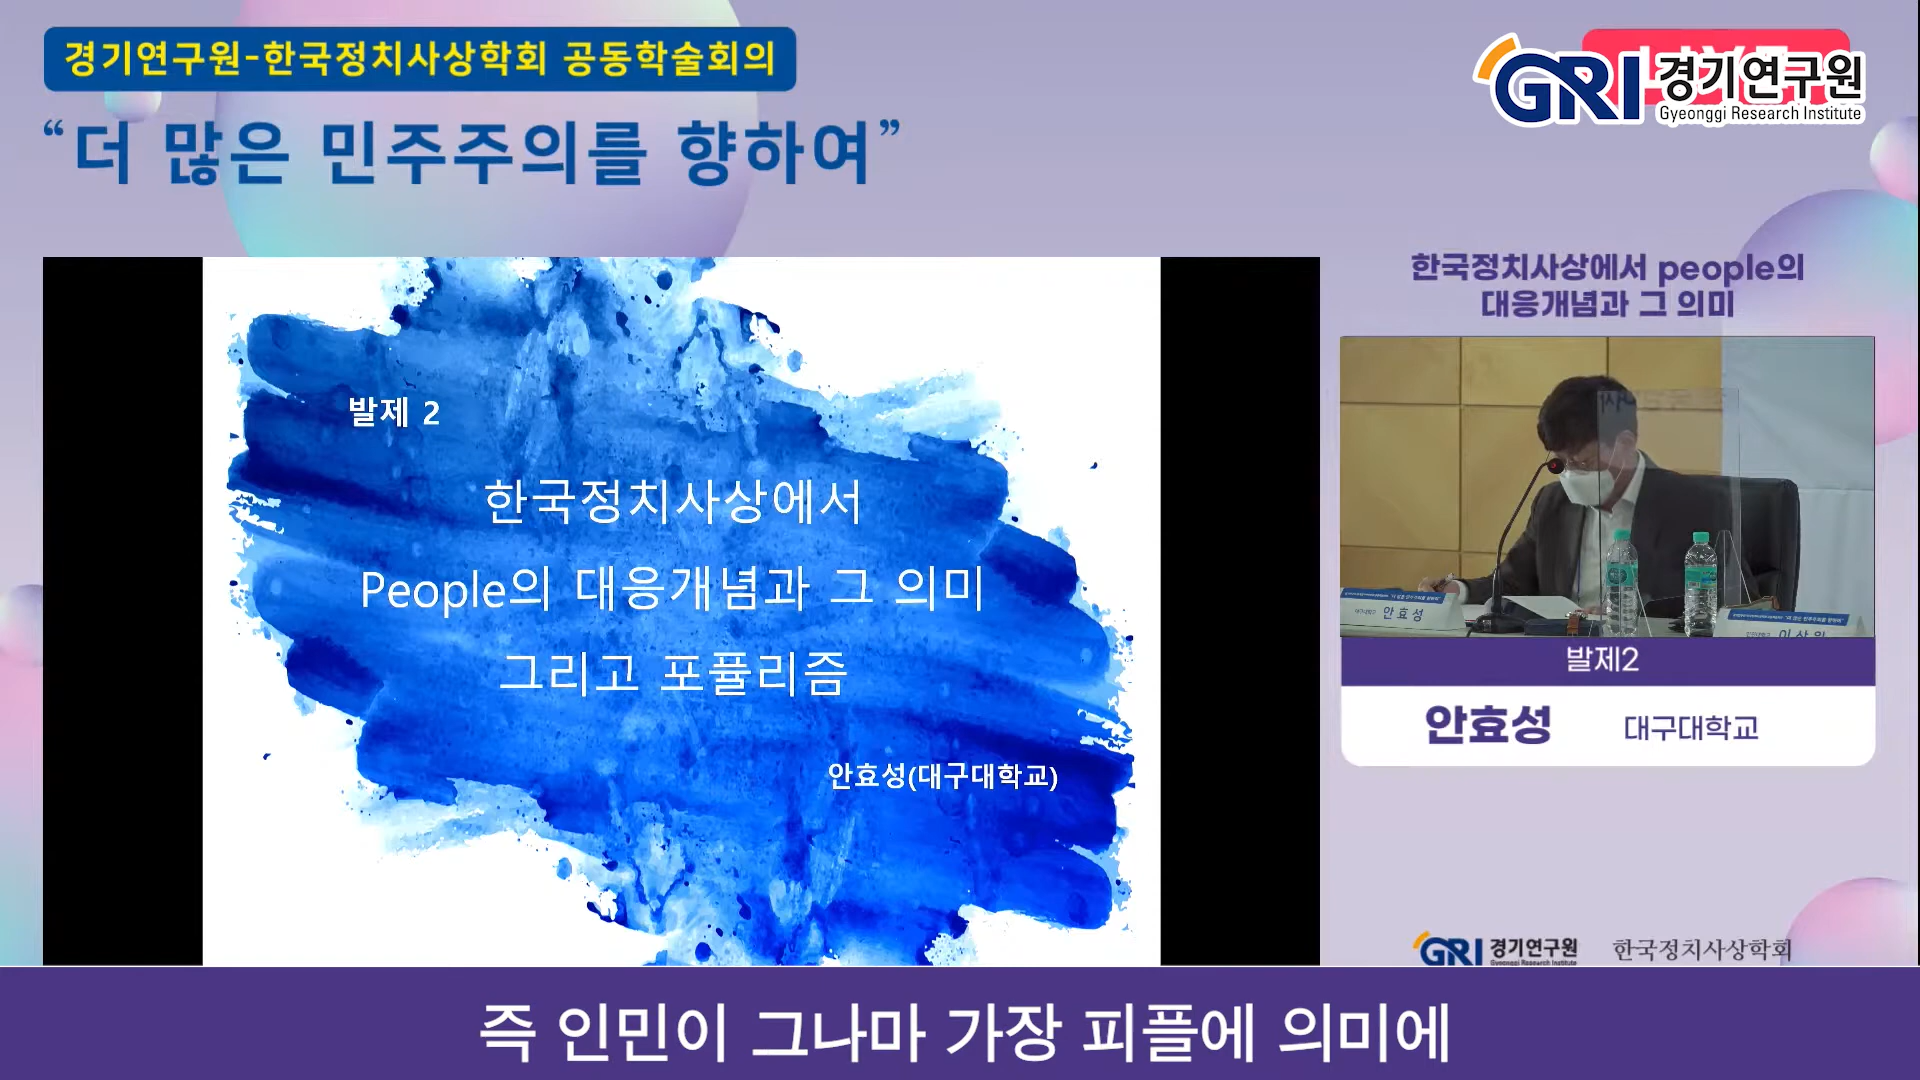 경기연구원-한국정치사상학회 공동학술회의
“더 많은 민주주의를 향하여”
GRI 경기연구원
Gyeonggi Research Institute
발제 2
한국정치사상에서
People의 대응개념과 그 의미
그리고 포퓰리즘
안효성(대구대학교)
한국정치사상에서 people의
대응개념과 그 의미
안효성
발제2
안효성 대구대학교
GRI 경기연구원
Gyeonggi Research Institute
한국정치사상학회
즉 인민이 그나마 가장 피플에 의미에